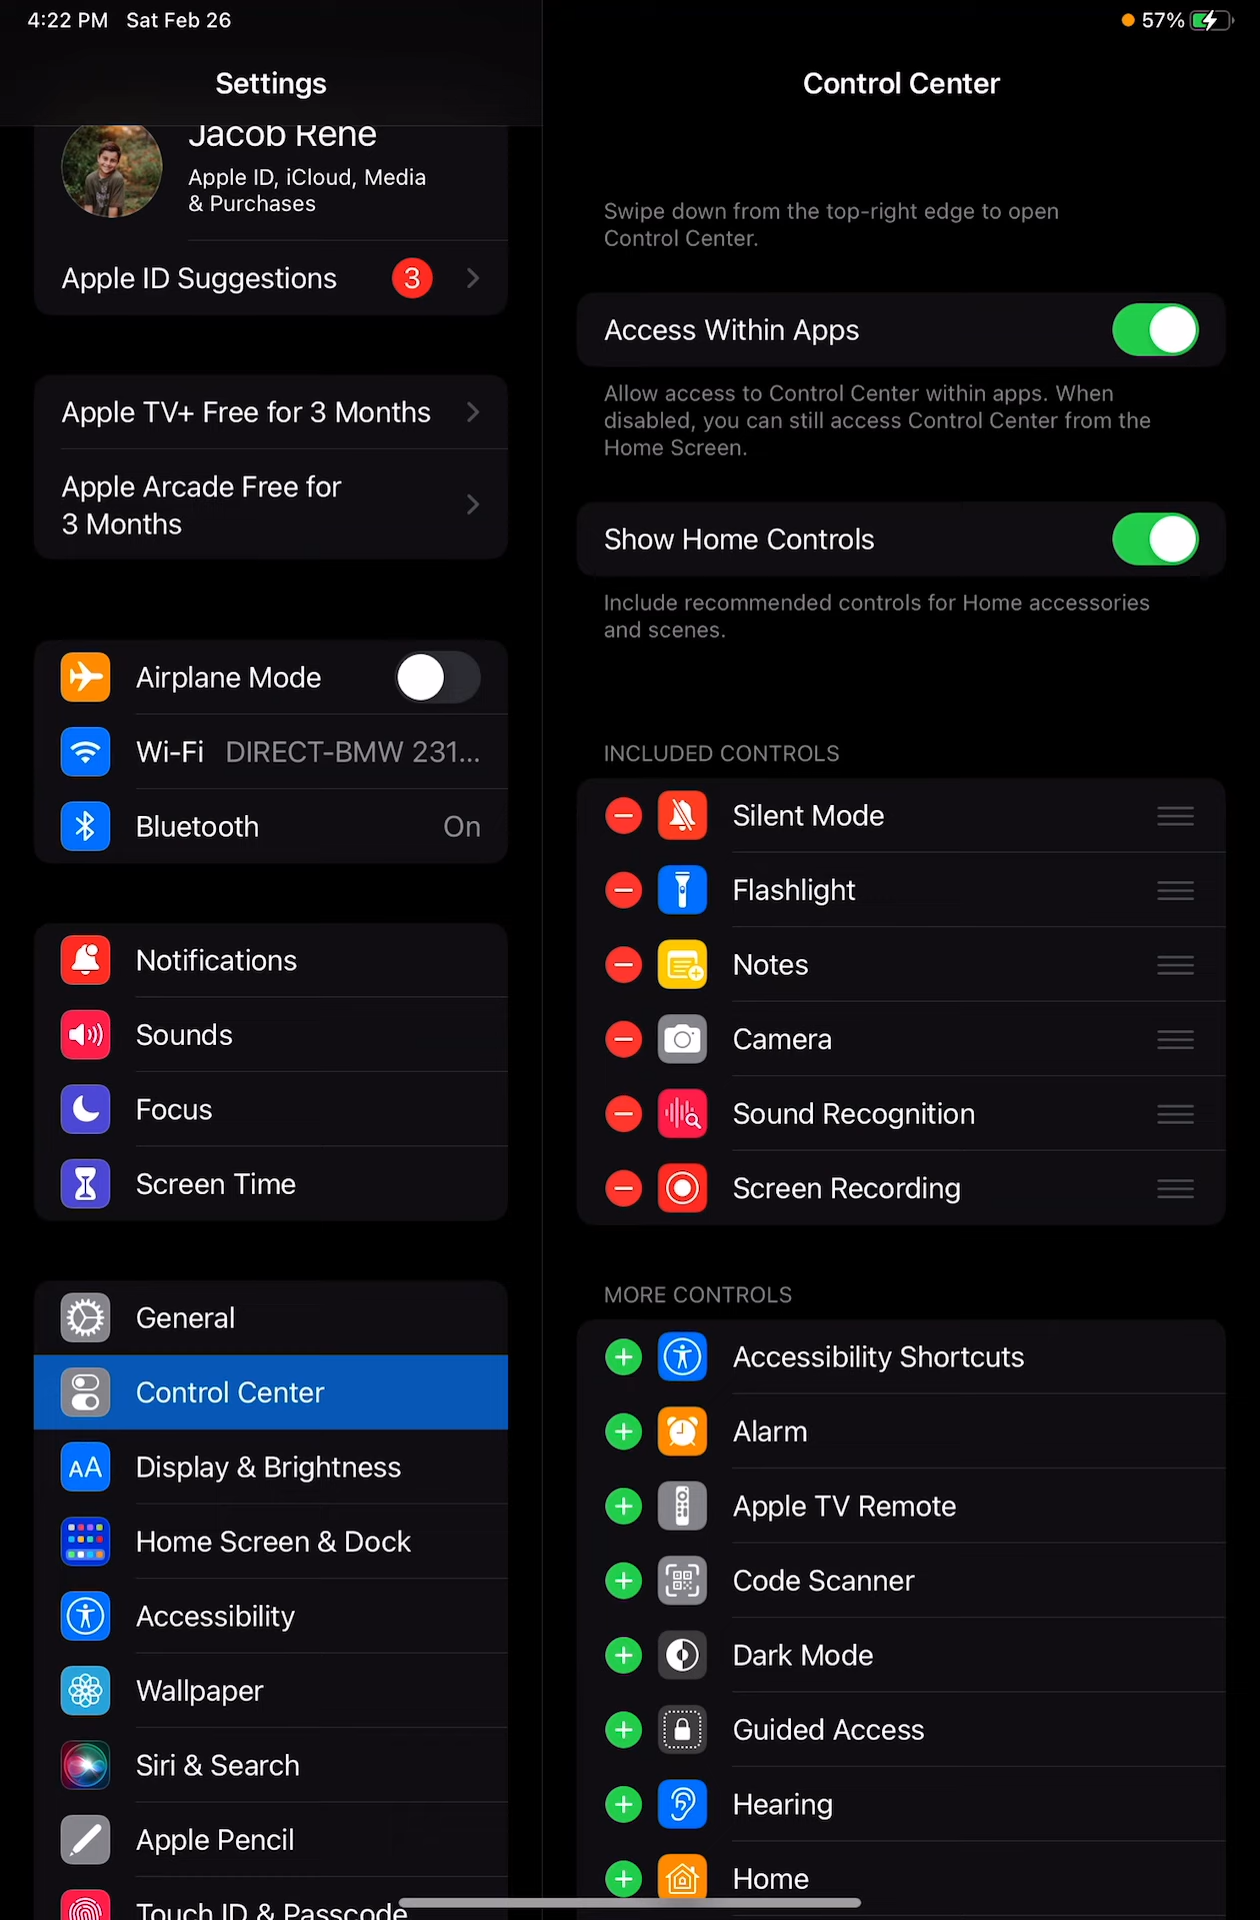 4:22 PM Sat Feb 26
57%
Settings
Jacob Rene
Apple ID, iCloud, Media
& Purchases
Apple ID Suggestions 3
Apple TV+ Free for 3 Months
Apple Arcade Free for
3 Months
Airplane Mode
Wi-Fi DIRECT-BMW 231...
Bluetooth On
Notifications
Sounds
Focus
Screen Time
General
Control Center
AA Display & Brightness
Home Screen & Dock
Accessibility
Wallpaper
Siri & Search
Apple Pencil
Touch ID & Passcode
Control Center
Swipe down from the top-right edge to open
Control Center.
Access Within Apps
Allow access to Control Center within apps. When
disabled, you can still access Control Center from the
Home Screen.
Show Home Controls
Include recommended controls for Home accessories
and scenes.
INCLUDED CONTROLS
Silent Mode
Flashlight
Notes
Camera
Sound Recognition
Screen Recording
MORE CONTROLS
Accessibility Shortcuts
Alarm
Apple TV Remote
Code Scanner
Dark Mode
Guided Access
Hearing
Home